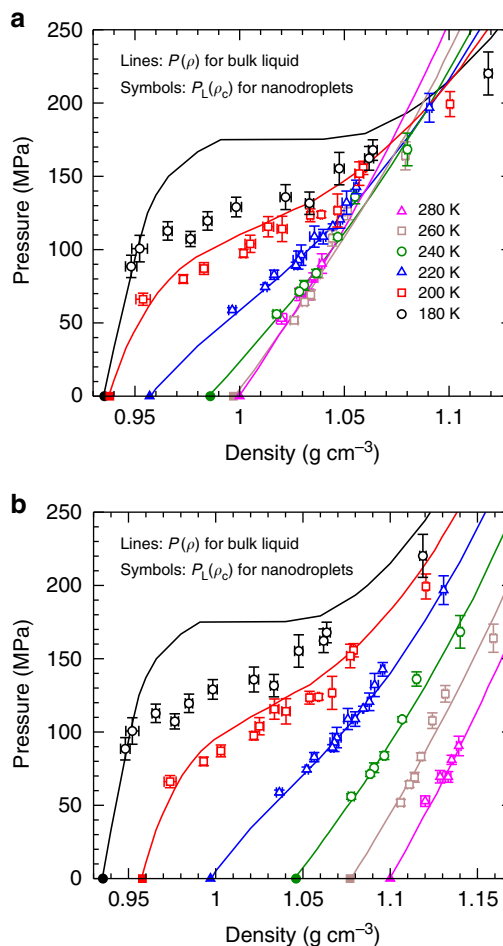 a
250
200
150
100
50
0
Pressure (MPa)
Lines: P(ρ) for bulk liquid
Symbols: P_L(ρ_c) for nanodroplets
280 K
260 K
240 K
220 K
200 K
180 K
0.95 1 1.05 1.1
Density (g cm⁻³)
b
250
200
150
100
50
0
Pressure (MPa)
Lines: P(ρ) for bulk liquid
Symbols: P_L(ρ_c) for nanodroplets
0.95 1 1.05 1.1 1.15
Density (g cm⁻³)